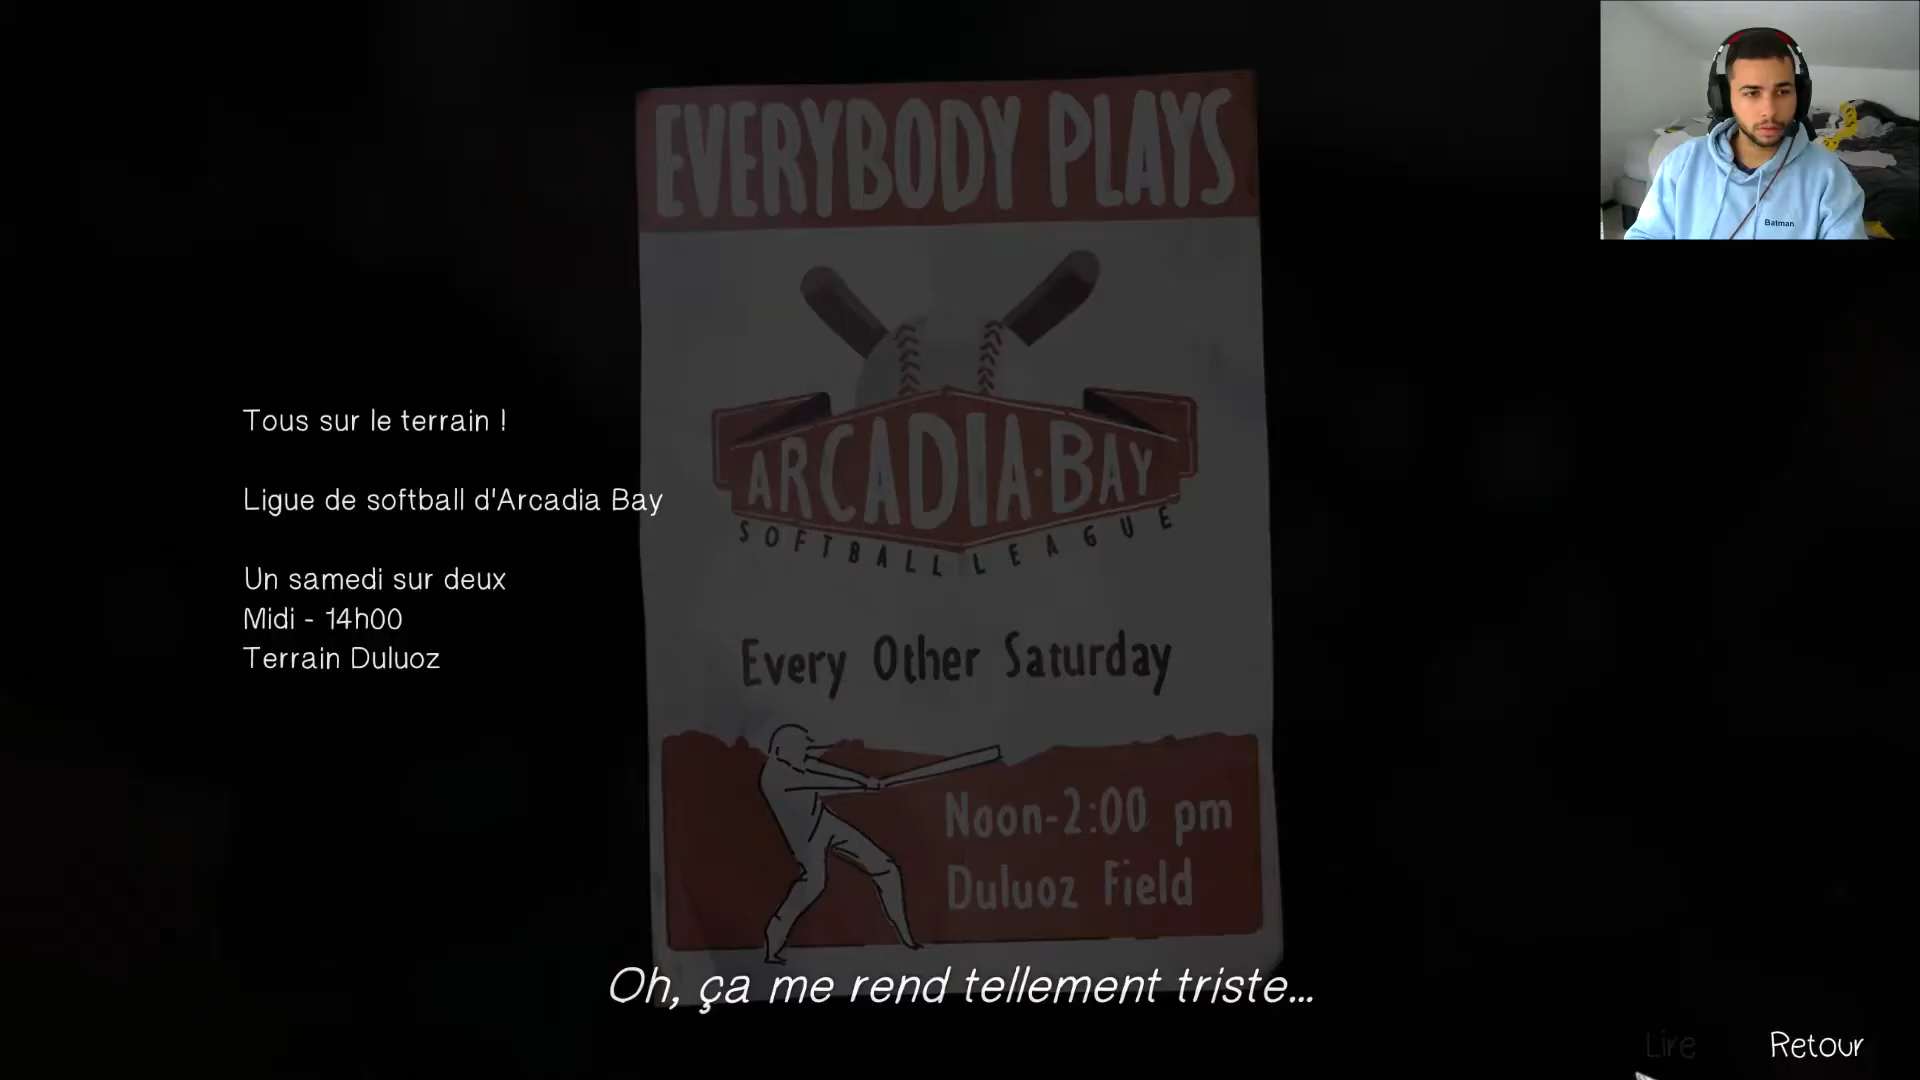 EVERYBODY PLAYS
ARCADIA·BAY
SOFTBALL LEAGUE
Every Other Saturday
Noon-2:00 pm
Duluoz Field
Tous sur le terrain !
Ligue de softball d'Arcadia Bay
Un samedi sur deux
Midi - 14h00
Terrain Duluoz
Batman
Oh, ça me rend tellement triste...
Lire
Retour